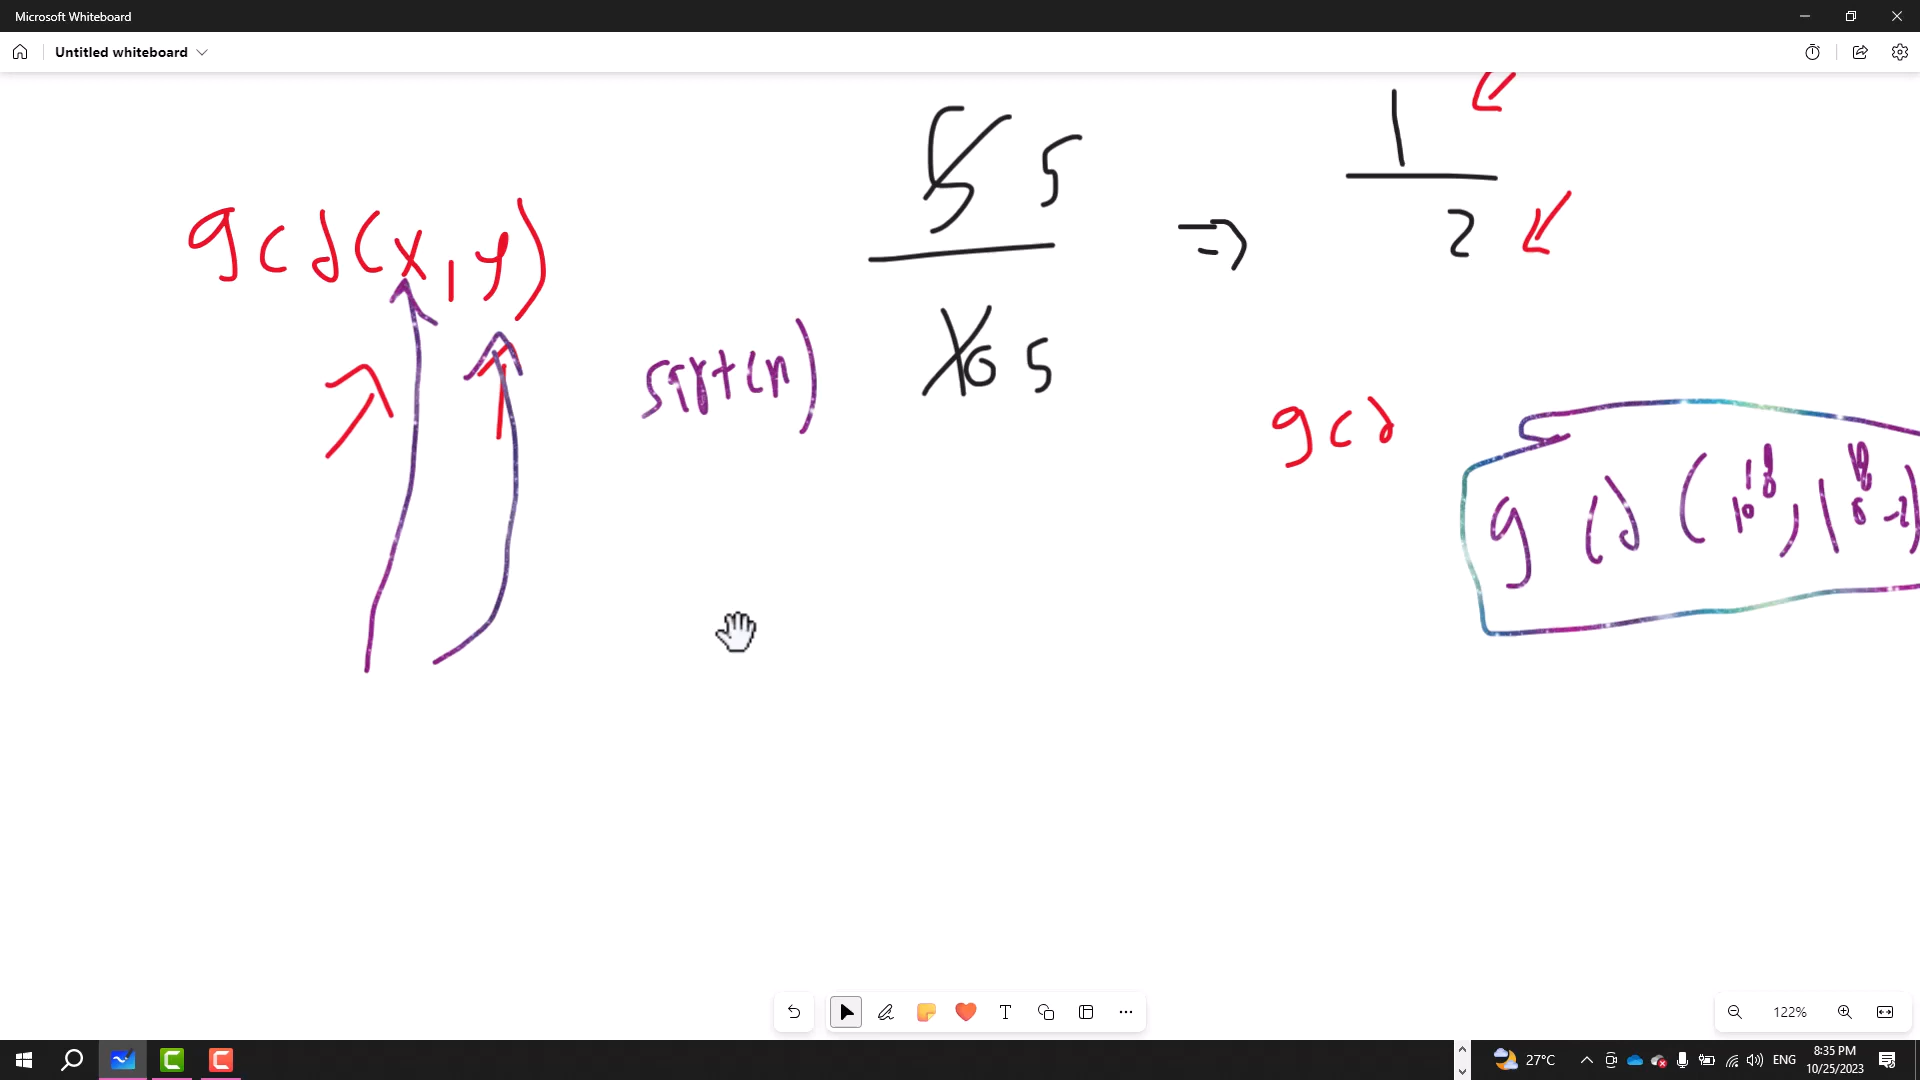 Microsoft Whiteboard
Untitled whiteboard
gcd(x,y)
5 5
10 5
=>
1
2
sqrt(n)
gcd
gcd(10^18, 10^18-2)
122%
27°C
ENG
8:35 PM
10/25/2023